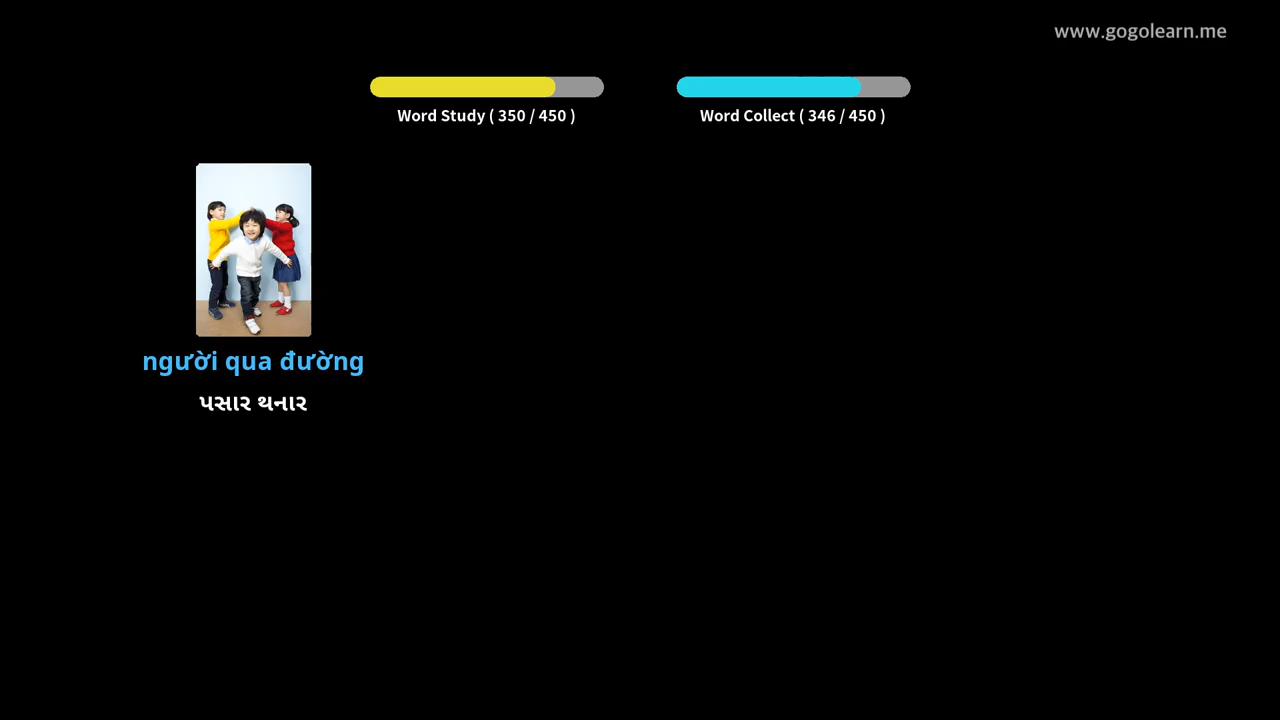 www.gogolearn.me
Word Study ( 350 / 450 )
Word Collect ( 346 / 450 )
người qua đường
પસાર થનાર